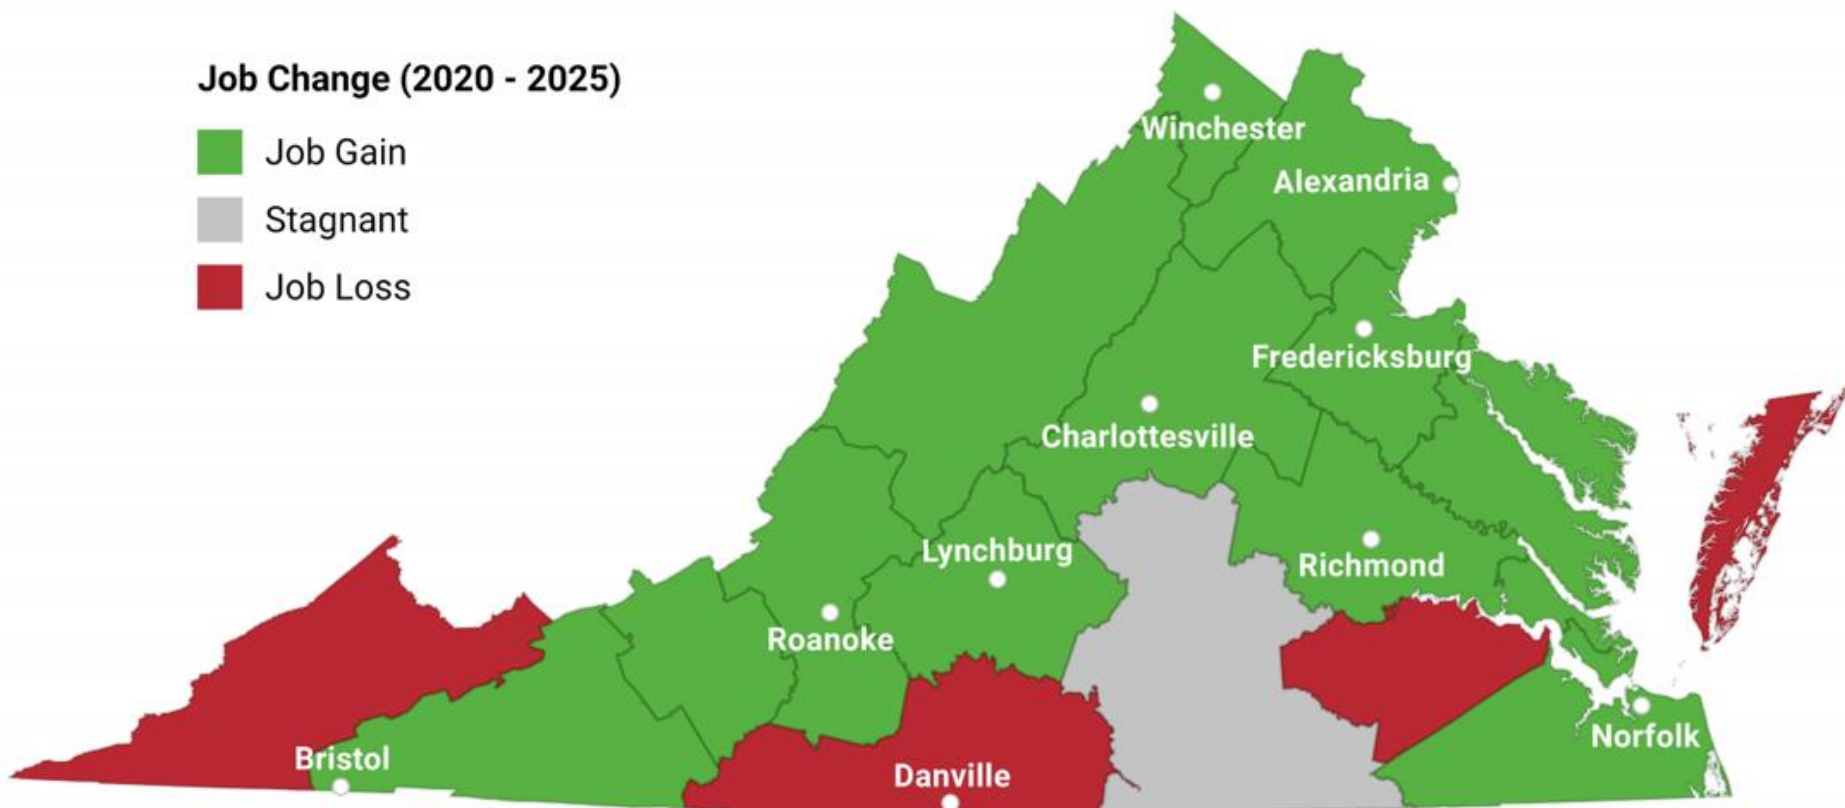 Job Change (2020 - 2025)
Job Gain
Stagnant
Job Loss
Winchester
Alexandria
Fredericksburg
Charlottesville
Lynchburg
Richmond
Roanoke
Norfolk
Bristol
Danville